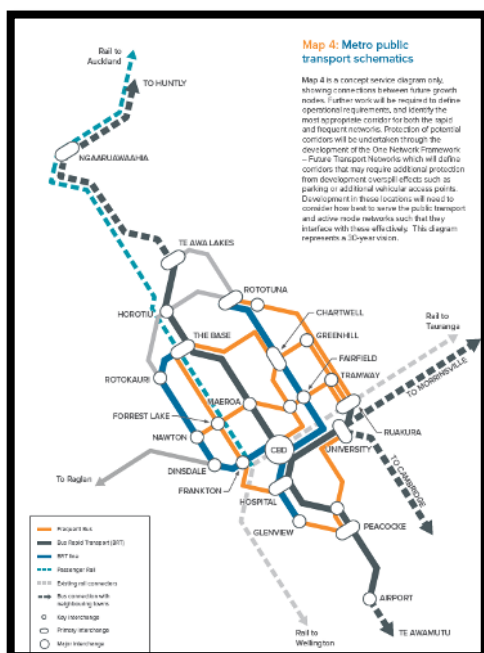 Map 4: Metro public
transport schematics
Map 4 is a concept service diagram only,
showing connections between future growth
nodes. Further work will be required to define
operational requirements, and identify the
most appropriate corridor for both the rapid
and frequent networks. Protection of potential
corridors will be undertaken through the
development of the One Network Framework
– Future Transport Networks which will define
corridors that may require additional protection
from development overspill effects such as
parking or additional vehicular access points.
Development in these locations will need to
consider how best to serve the public transport
and active mode networks such that they
interface with these effectively. This diagram
represents a 30-year vision.
Rail to
Auckland
TO HUNTLY
NGAARUAWAAHIA
TE AWA LAKES
ROTOTUNA
HOROTIU
CHARTWELL
GREENHILL
Rail to
Tauranga
THE BASE
FAIRFIELD
TRAMWAY
TO MORRINSVILLE
ROTOKAURI
MAEROA
FORREST LAKE
RUAKURA
NAWTON
CBD
UNIVERSITY
To Raglan
DINSDALE
FRANKTON
HOSPITAL
TO CAMBRIDGE
GLENVIEW
PEACOCKE
AIRPORT
Rail to
Wellington
TE AWAMUTU
Frequent Bus
Bus Rapid Transport (BRT)
BRT lite
Passenger Rail
Existing rail connection
Bus connection with
neighbouring towns
Key interchange
Primary interchange
Major interchange